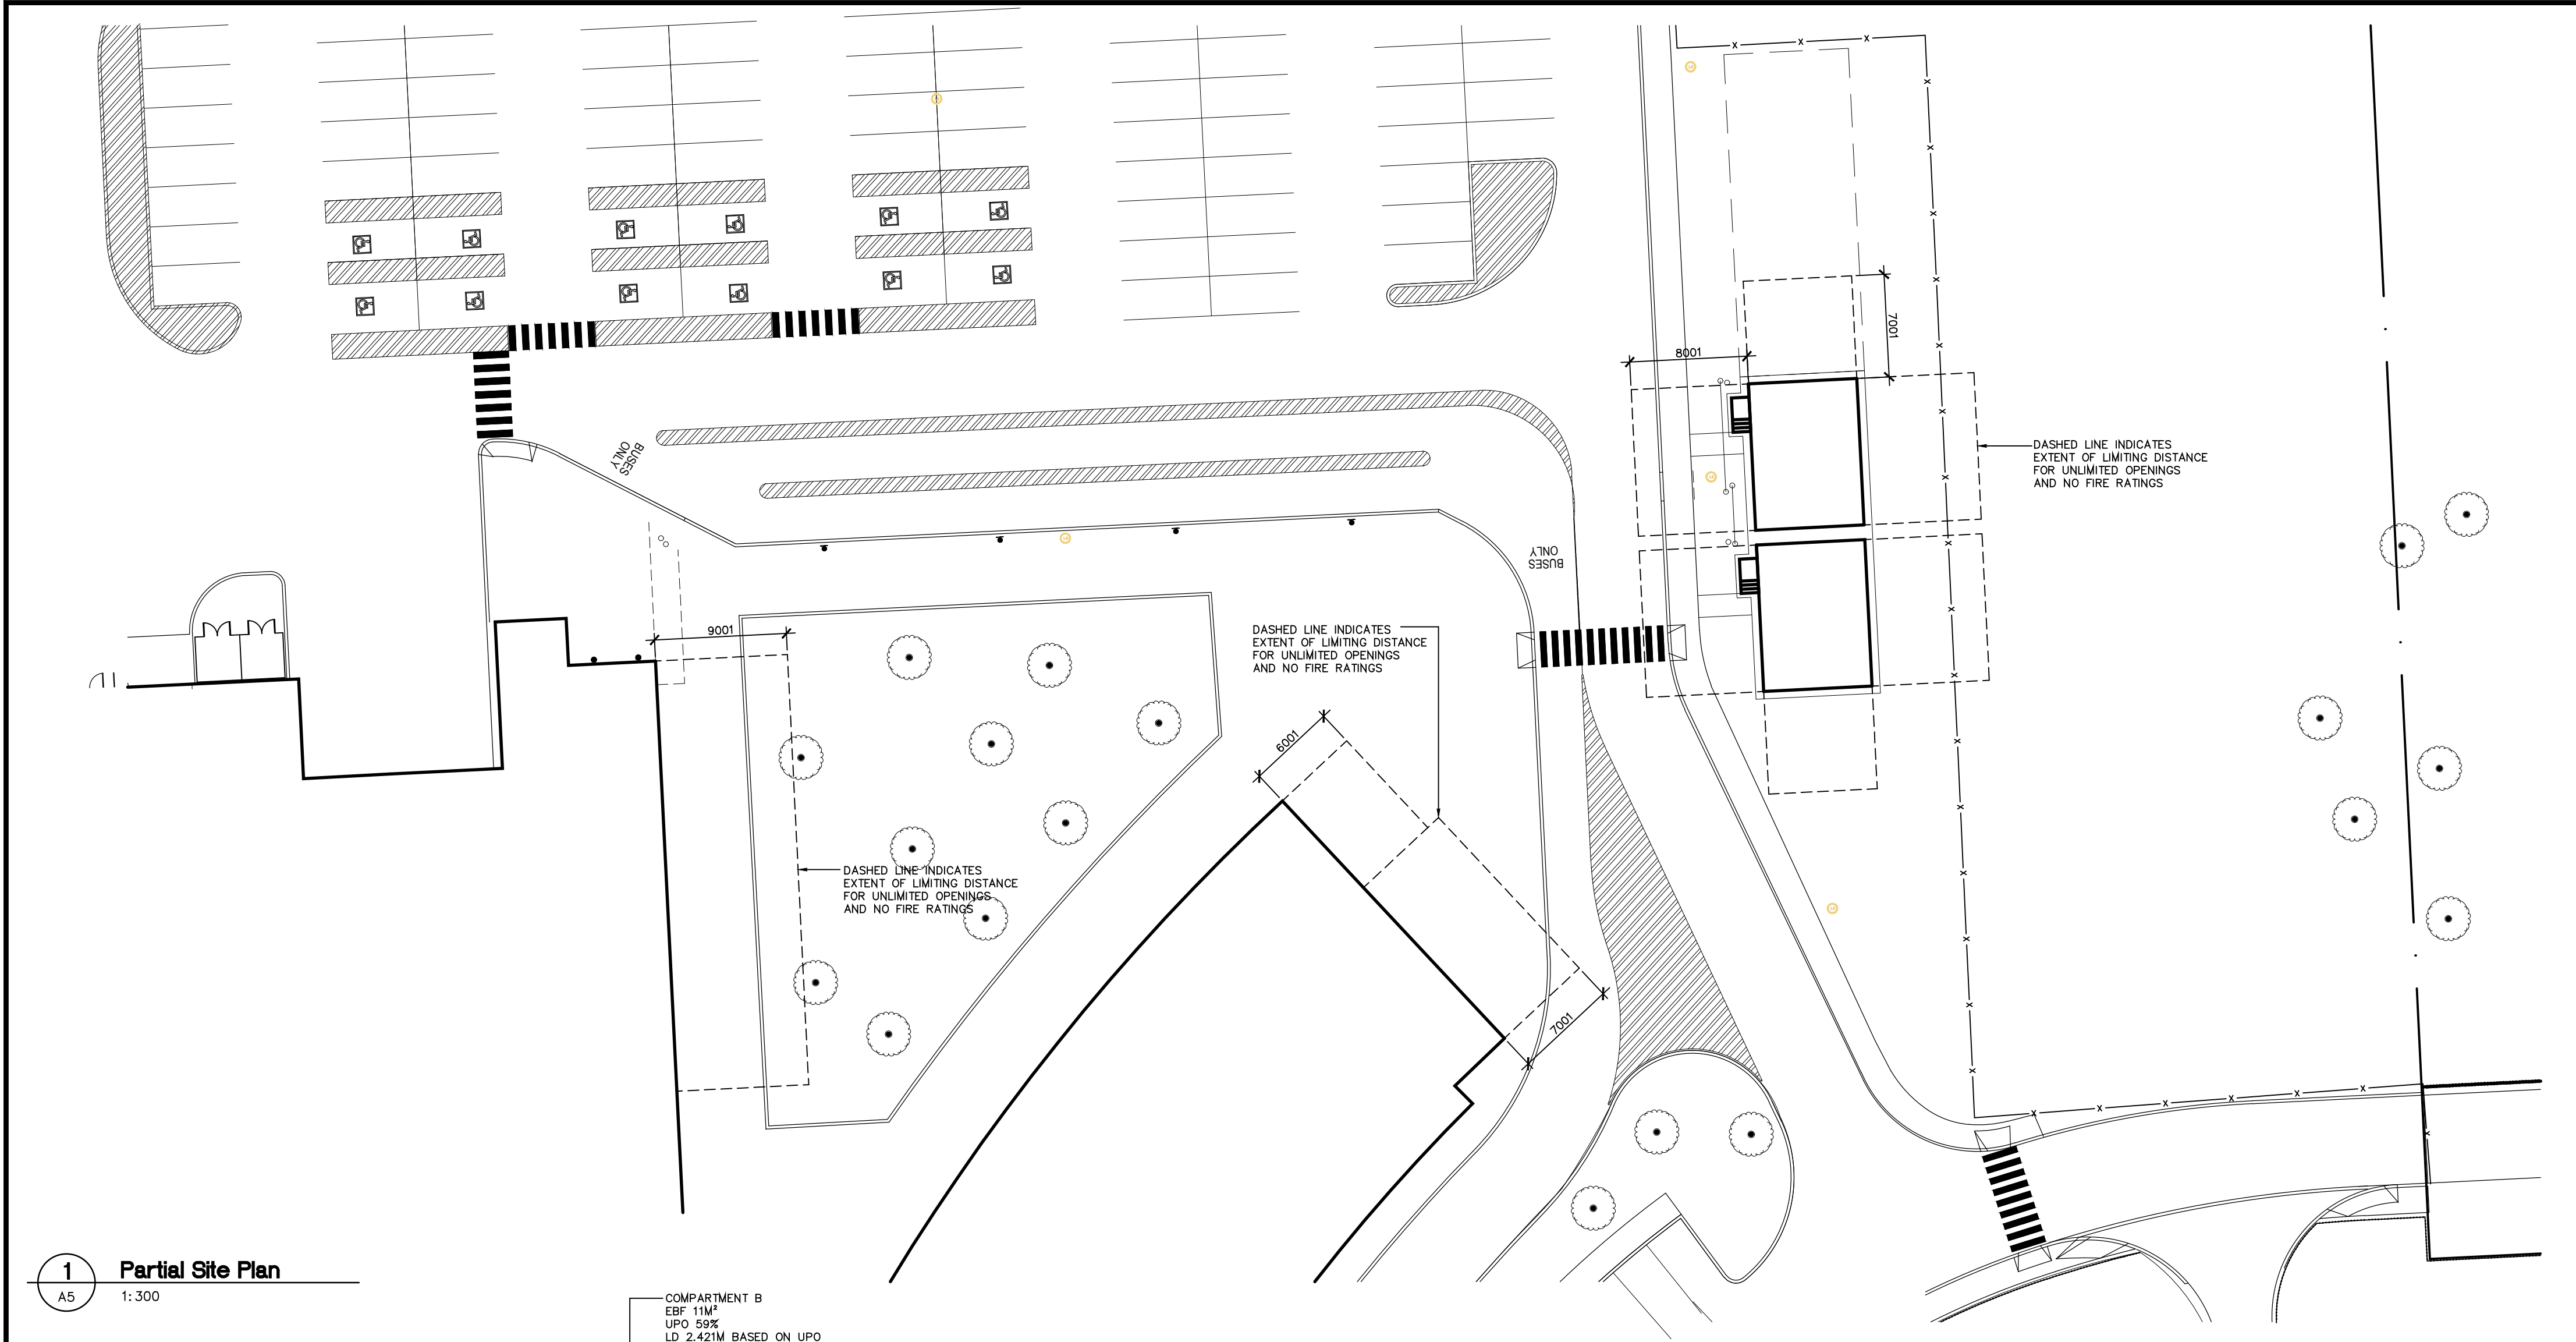 8001
7001
DASHED LINE INDICATES
EXTENT OF LIMITING DISTANCE
FOR UNLIMITED OPENINGS
AND NO FIRE RATINGS
BUSES
ONLY
BUSES
ONLY
9001
DASHED LINE INDICATES
EXTENT OF LIMITING DISTANCE
FOR UNLIMITED OPENINGS
AND NO FIRE RATINGS
6001
DASHED LINE INDICATES
EXTENT OF LIMITING DISTANCE
FOR UNLIMITED OPENINGS
AND NO FIRE RATINGS
7001
1
A5
Partial Site Plan
1:300
COMPARTMENT B
EBF 11M²
UPO 59%
LD 2.421M BASED ON UPO